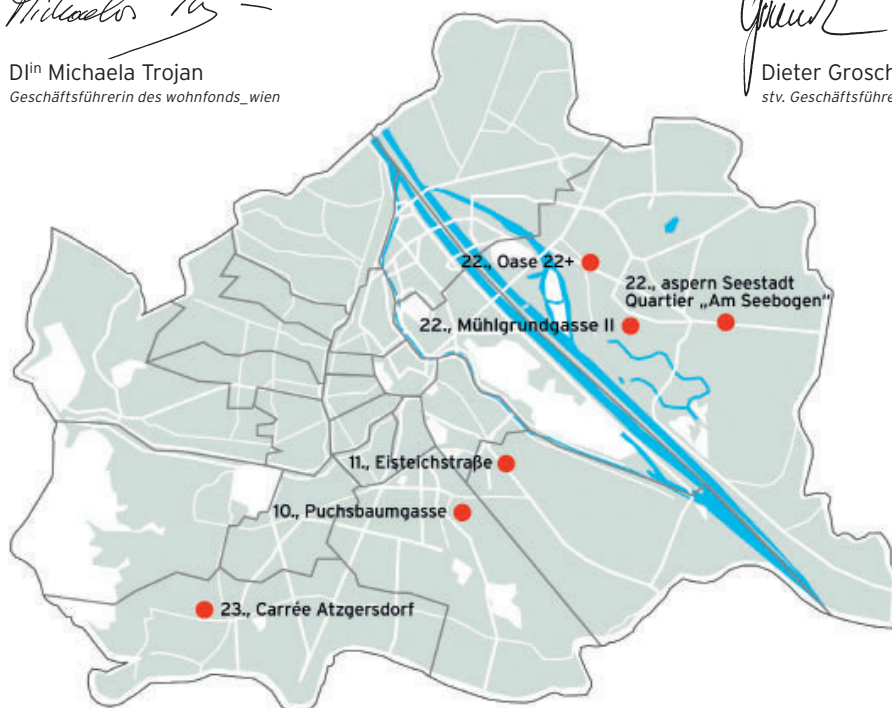 DIin Michaela Trojan
Geschäftsführerin des wohnfonds_wien
Dieter Grosch
stv. Geschäftsführe
22., Oase 22+
22., aspern Seestadt
Quartier „Am Seebogen"
22., Mühlgrundgasse II
11., Eisteichstraße
10., Puchsbaumgasse
23., Carrée Atzgersdorf